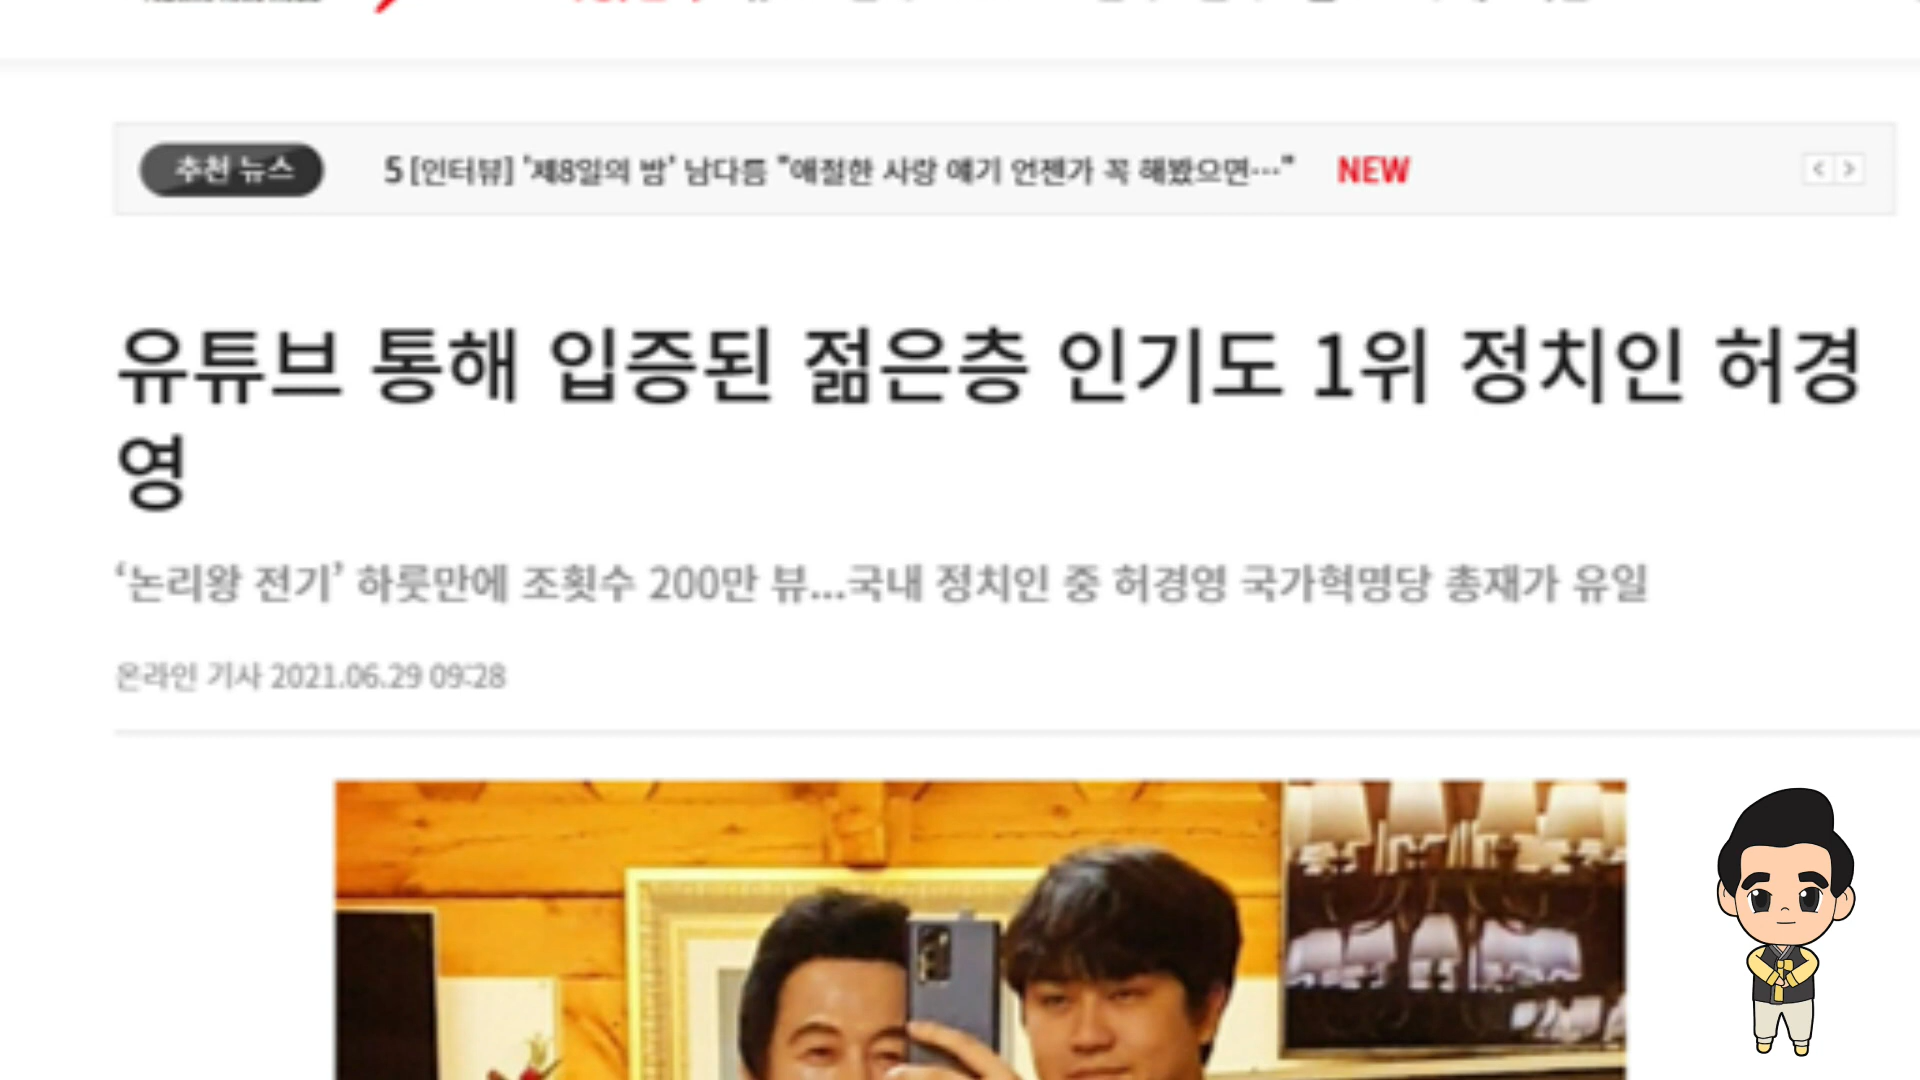 추천 뉴스
5 [인터뷰] '제8일의 밤' 남다름 "애절한 사랑 얘기 언젠가 꼭 해봤으면…" NEW
유튜브 통해 입증된 젊은층 인기도 1위 정치인 허경
영
‘논리왕 전기’ 하룻만에 조횟수 200만 뷰...국내 정치인 중 허경영 국가혁명당 총재가 유일
온라인 기사 2021.06.29 09:28